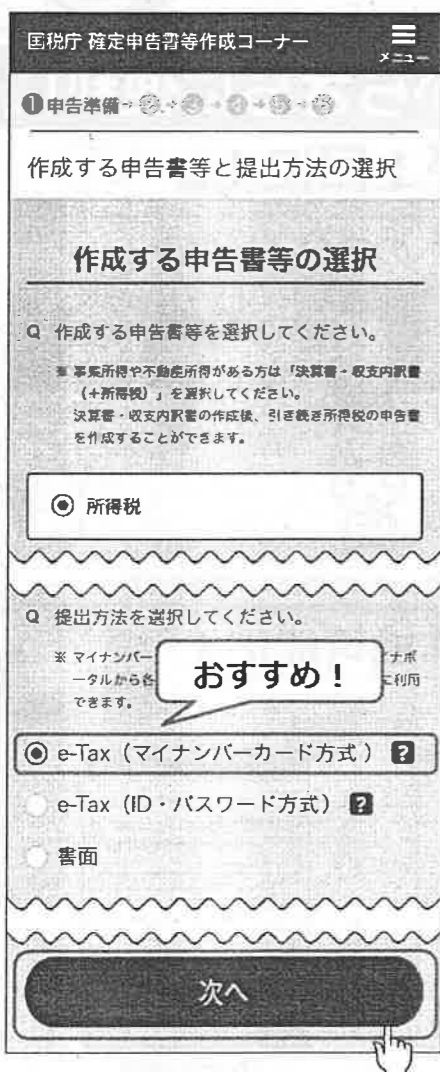 国税庁 確定申告書等作成コーナー
メニュー
❶申告準備→
作成する申告書等と提出方法の選択
作成する申告書等の選択
Q 作成する申告書等を選択してください。
※ 事業所得や不動産所得がある方は「決算書・収支内訳書
(+所得税)」を選択してください。
決算書・収支内訳書の作成後、引き続き所得税の申告書
を作成することができます。
所得税
Q 提出方法を選択してください。
※ マイナンバー ナポ
ータルから各 に利用
できます。
おすすめ！
e-Tax（マイナンバーカード方式）?
e-Tax（ID・パスワード方式）?
書面
次へ